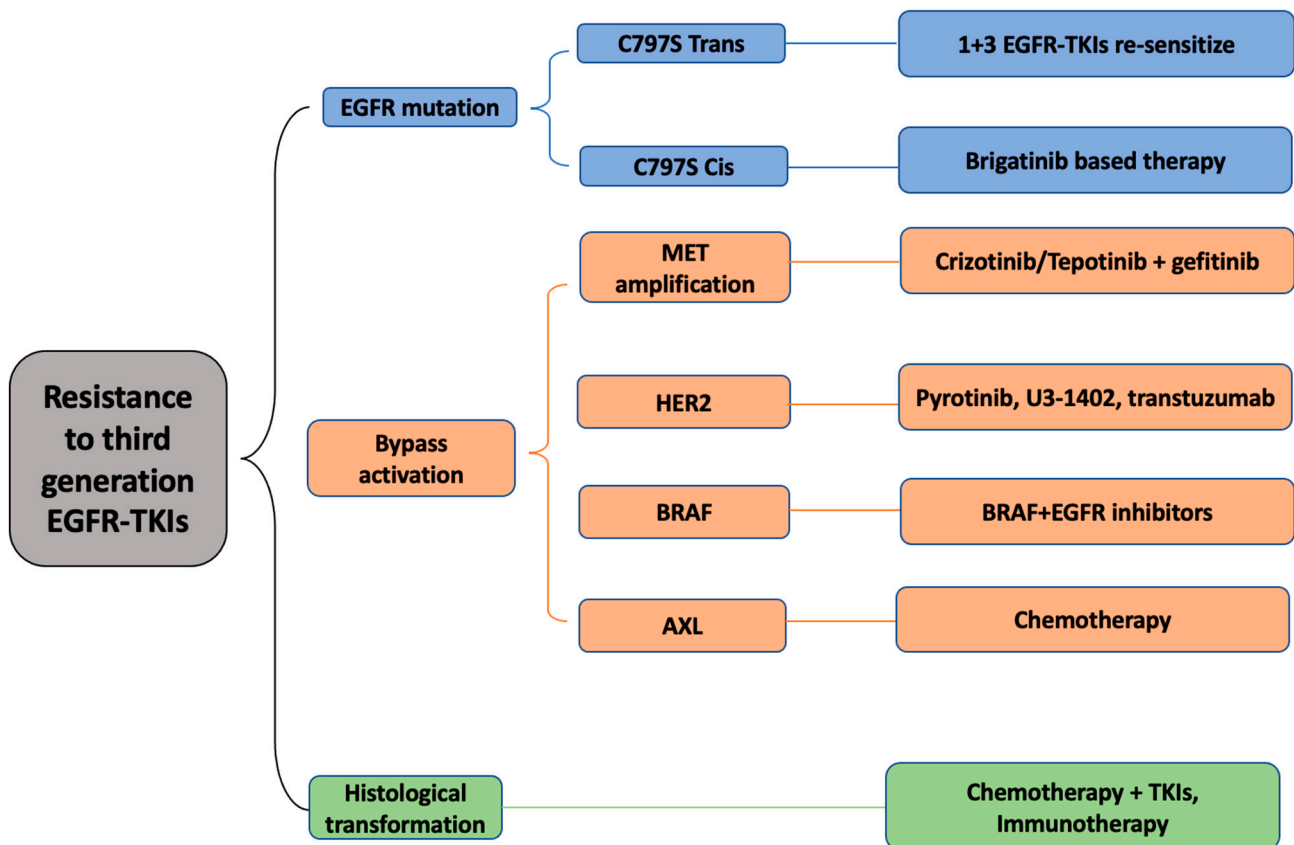 Resistance
to third
generation
EGFR-TKIs
EGFR mutation
C797S Trans
1+3 EGFR-TKIs re-sensitize
C797S Cis
Brigatinib based therapy
Bypass
activation
MET
amplification
Crizotinib/Tepotinib + gefitinib
HER2
Pyrotinib, U3-1402, transtuzumab
BRAF
BRAF+EGFR inhibitors
AXL
Chemotherapy
Histological
transformation
Chemotherapy + TKIs,
Immunotherapy